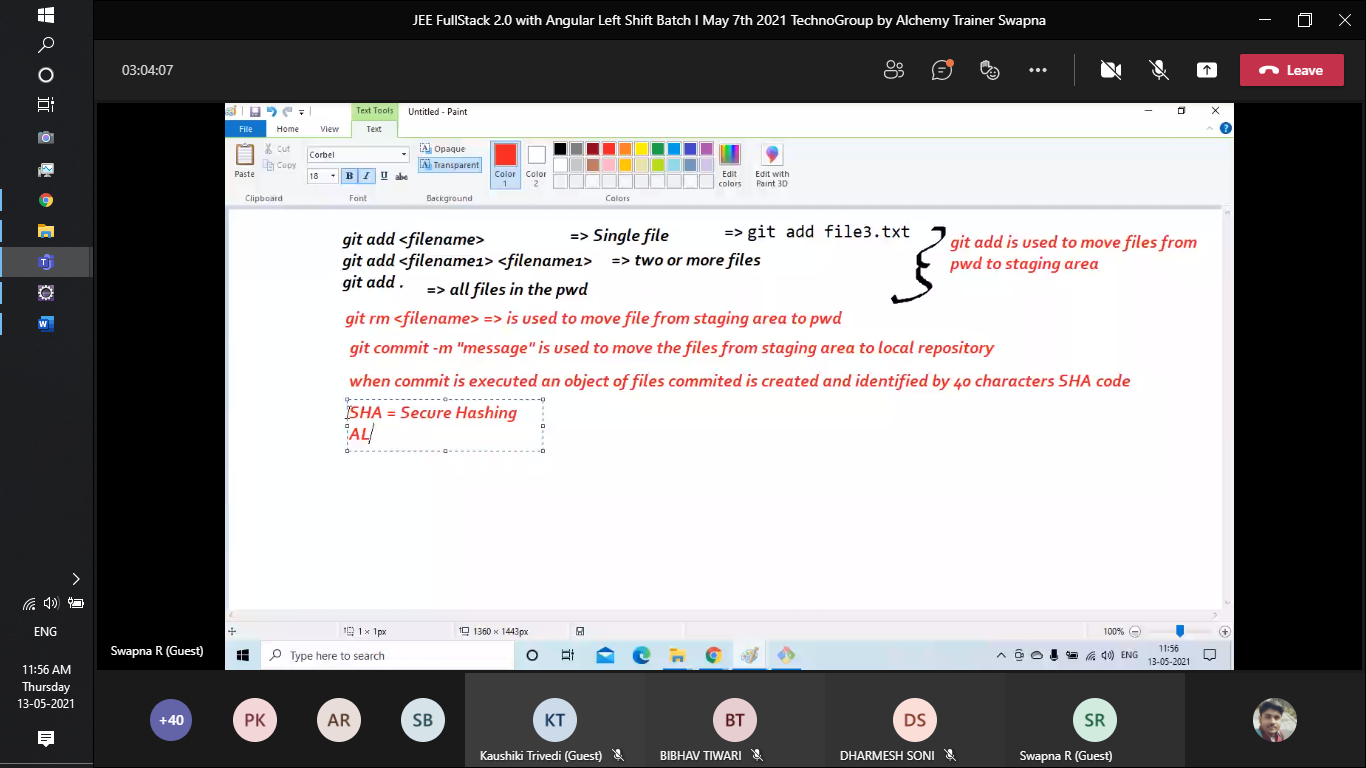 JEE FullStack 2.0 with Angular Left Shift Batch I May 7th 2021 TechnoGroup by Alchemy Trainer Swapna
03:04:07
Leave
Text Tools
Untitled - Paint
File Home View Text
Cut
Copy
Paste
Corbel
18
B I U abc
Opaque
Transparent
Color 1
Color 2
Edit colors
Edit with Paint 3D
Clipboard
Font
Background
Colors
git add <filename> => Single file => git add file3.txt
git add <filename1> <filename1> => two or more files
git add . => all files in the pwd
git add is used to move files from
pwd to staging area
git rm <filename> => is used to move file from staging area to pwd
git commit -m "message" is used to move the files from staging area to local repository
when commit is executed an object of files commited is created and identified by 40 characters SHA code
SHA = Secure Hashing
AL
1 × 1px
1360 × 1443px
100%
Type here to search
ENG
11:56
13-05-2021
Swapna R (Guest)
ENG
11:56 AM
Thursday
13-05-2021
+40
PK
AR
SB
KT
Kaushiki Trivedi (Guest)
BT
BIBHAV TIWARI
DS
DHARMESH SONI
SR
Swapna R (Guest)